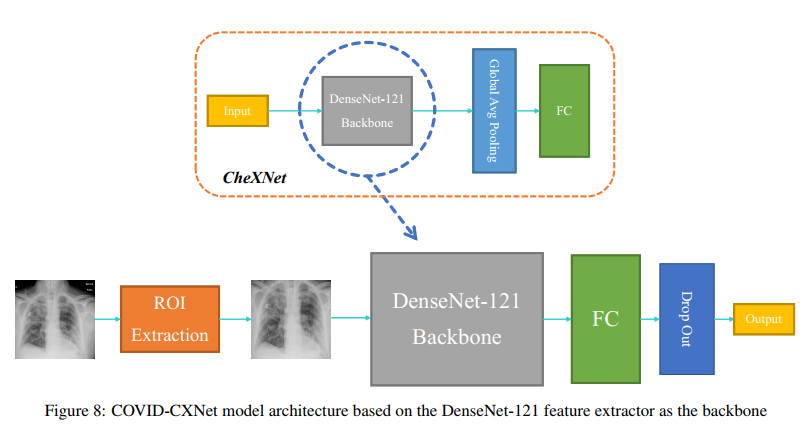 Input
DenseNet-121
Backbone
Global Avg Pooling
FC
CheXNet
ROI
Extraction
DenseNet-121
Backbone
FC
Drop Out
Output
Figure 8: COVID-CXNet model architecture based on the DenseNet-121 feature extractor as the backbone